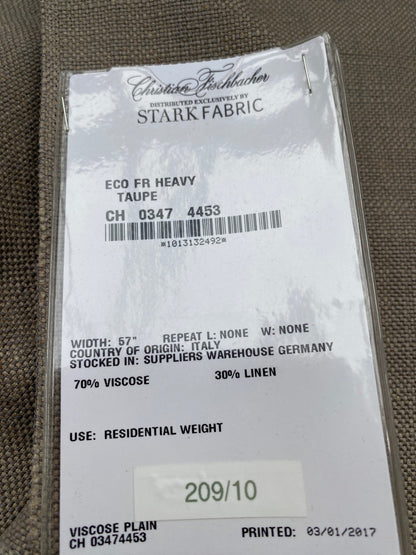 Christian Fischbacher
DISTRIBUTED EXCLUSIVELY BY
STARK FABRIC
ECO FR HEAVY
TAUPE
CH 0347 4453
*1013132492*
WIDTH: 57" REPEAT L: NONE W: NONE
COUNTRY OF ORIGIN: ITALY
STOCKED IN: SUPPLIERS WAREHOUSE GERMANY
70% VISCOSE 30% LINEN
USE: RESIDENTIAL WEIGHT
209/10
VISCOSE PLAIN
CH 03474453 PRINTED: 03/01/2017